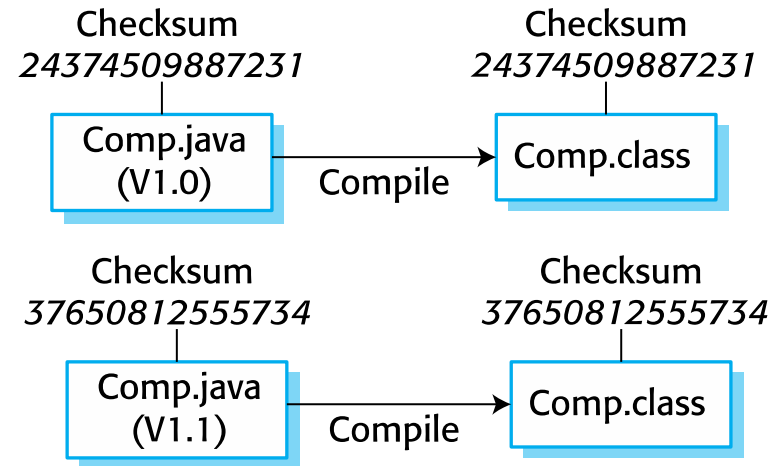 Checksum
24374509887231
Checksum
24374509887231
Comp.java
(V1.0)
Compile
Comp.class
Checksum
37650812555734
Checksum
37650812555734
Comp.java
(V1.1)
Compile
Comp.class